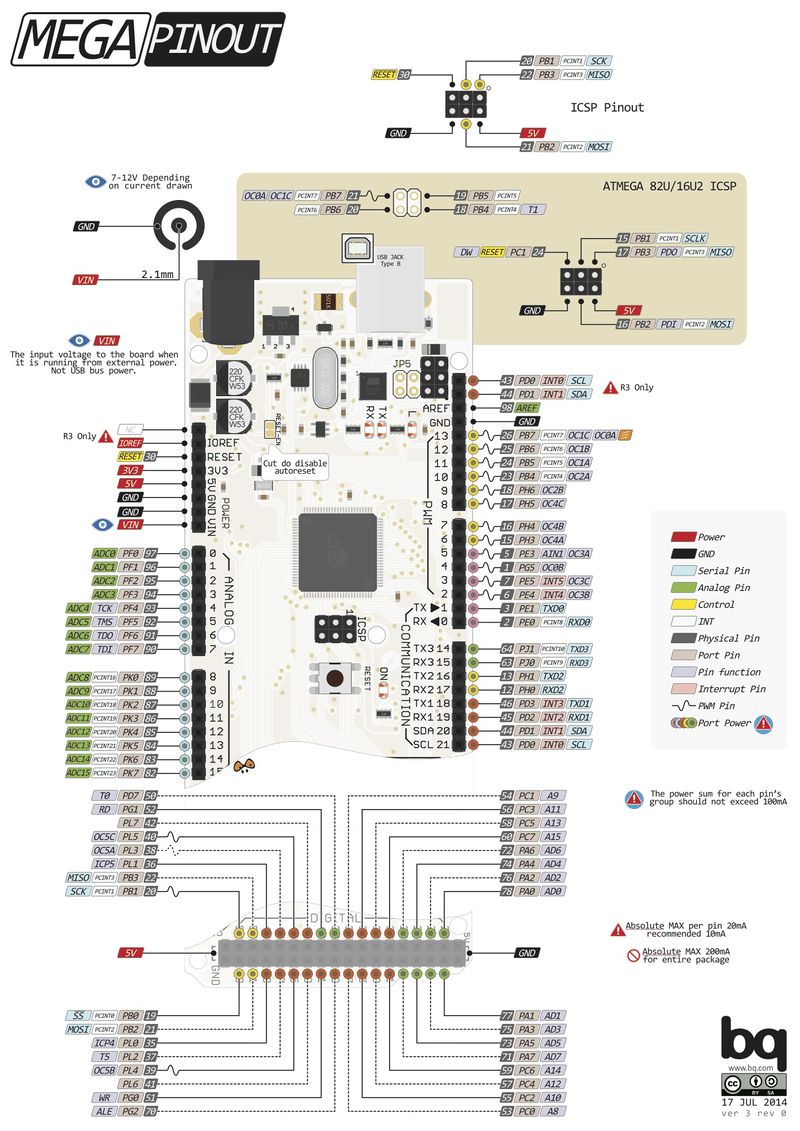 MEGA PINOUT
20 PB1 PCINT1 SCK
22 PB3 PCINT3 MISO
RESET 30
ICSP Pinout
GND
5V
21 PB2 PCINT2 MOSI
7-12V Depending
on current drawn
GND
VIN
2.1mm
ATMEGA 82U/16U2 ICSP
OC0A OC1C PCINT7 PB7 21
PCINT6 PB6 20
19 PB5 PCINT5
18 PB4 PCINT4 T1
USB JACK
Type B
15 PB1 PCINT1 SCLK
17 PB3 PDO PCINT3 MISO
DW RESET PC1 24
GND
5V
16 PB2 PDI PCINT2 MOSI
VIN
The input voltage to the board when
it is running from external power.
Not USB bus power.
1 2 3
4
220
CFK
W53
220
CFK
W53
JP5
RX
TX
L
RESET-EN
Cut do disable
autoreset
R3 Only
NC
IOREF
RESET 30
3V3
5V
GND
GND
VIN
IOREF
RESET
3V3
5V
GND
GND
VIN
POWER
AREF
GND
13
12
11
10
9
8
PWM
7
6
5
4
3
2
TX 1
RX 0
TX3 14
RX3 15
TX2 16
RX2 17
TX1 18
RX1 19
SDA 20
SCL 21
COMMUNICATION
ICSP
1
RESET
ON
ANALOG IN
0
1
2
3
4
5
6
7
8
9
10
11
12
13
14
15
43 PD0 INT0 SCL
44 PD1 INT1 SDA
R3 Only
98 AREF
GND
26 PB7 PCINT7 OC1C OC0A
25 PB6 PCINT6 OC1B
24 PB5 PCINT5 OC1A
23 PB4 PCINT4 OC2A
18 PH6 OC2B
17 PH5 OC4C
16 PH4 OC4B
15 PH3 OC4A
5 PE3 AIN1 OC3A
1 PG5 OC0B
7 PE5 INT5 OC3C
6 PE4 INT4 OC3B
3 PE1 TXD0
2 PE0 PCINT8 RXD0
64 PJ1 PCINT10 TXD3
63 PJ0 PCINT9 RXD3
13 PH1 TXD2
12 PH0 RXD2
46 PD3 INT3 TXD1
45 PD2 INT2 RXD1
44 PD1 INT1 SDA
43 PD0 INT0 SCL
ADC0 PF0 97
ADC1 PF1 96
ADC2 PF2 95
ADC3 PF3 94
ADC4 TCK PF4 93
ADC5 TMS PF5 92
ADC6 TDO PF6 91
ADC7 TDI PF7 90
ADC8 PCINT16 PK0 89
ADC9 PCINT17 PK1 88
ADC10 PCINT18 PK2 87
ADC11 PCINT19 PK3 86
ADC12 PCINT20 PK4 85
ADC13 PCINT21 PK5 84
ADC14 PCINT22 PK6 83
ADC15 PCINT23 PK7 82
Power
GND
Serial Pin
Analog Pin
Control
INT
Physical Pin
Port Pin
Pin function
Interrupt Pin
PWM Pin
Port Power
The power sum for each pin's
group should not exceed 100mA
T0 PD7 50
RD PG1 52
PL7 42
OC5C PL5 40
OC5A PL3 38
ICP5 PL1 36
MISO PCINT3 PB3 22
SCK PCINT1 PB1 20
54 PC1 A9
56 PC3 A11
58 PC5 A13
60 PC7 A15
72 PA6 AD6
74 PA4 AD4
76 PA2 AD2
78 PA0 AD0
DIGITAL
5V
GND
GND
Absolute MAX per pin 20mA
recommended 10mA
Absolute MAX 200mA
for entire package
SS PCINT0 PB0 19
MOSI PCINT2 PB2 21
ICP4 PL0 35
T5 PL2 37
OC5B PL4 39
PL6 41
WR PG0 51
ALE PG2 70
77 PA1 AD1
75 PA3 AD3
73 PA5 AD5
71 PA7 AD7
59 PC6 A14
57 PC4 A12
55 PC2 A10
53 PC0 A8
bq
www.bq.com
cc BY SA
17 JUL 2014
ver 3 rev 0